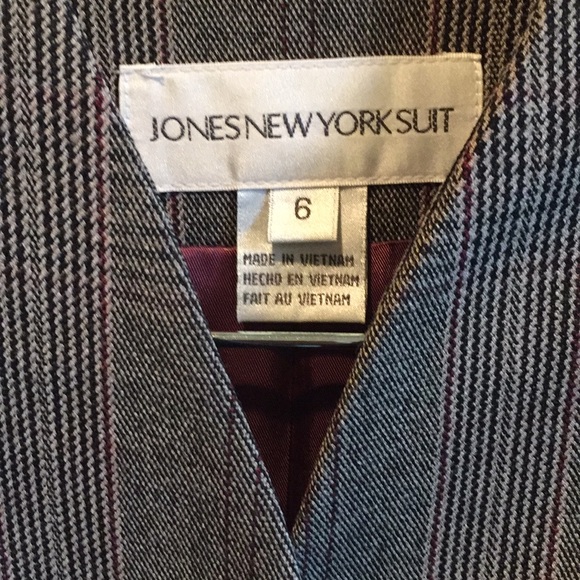 JONES NEW YORK SUIT
6
MADE IN VIETNAM
HECHO EN VIETNAM
FAIT AU VIETNAM